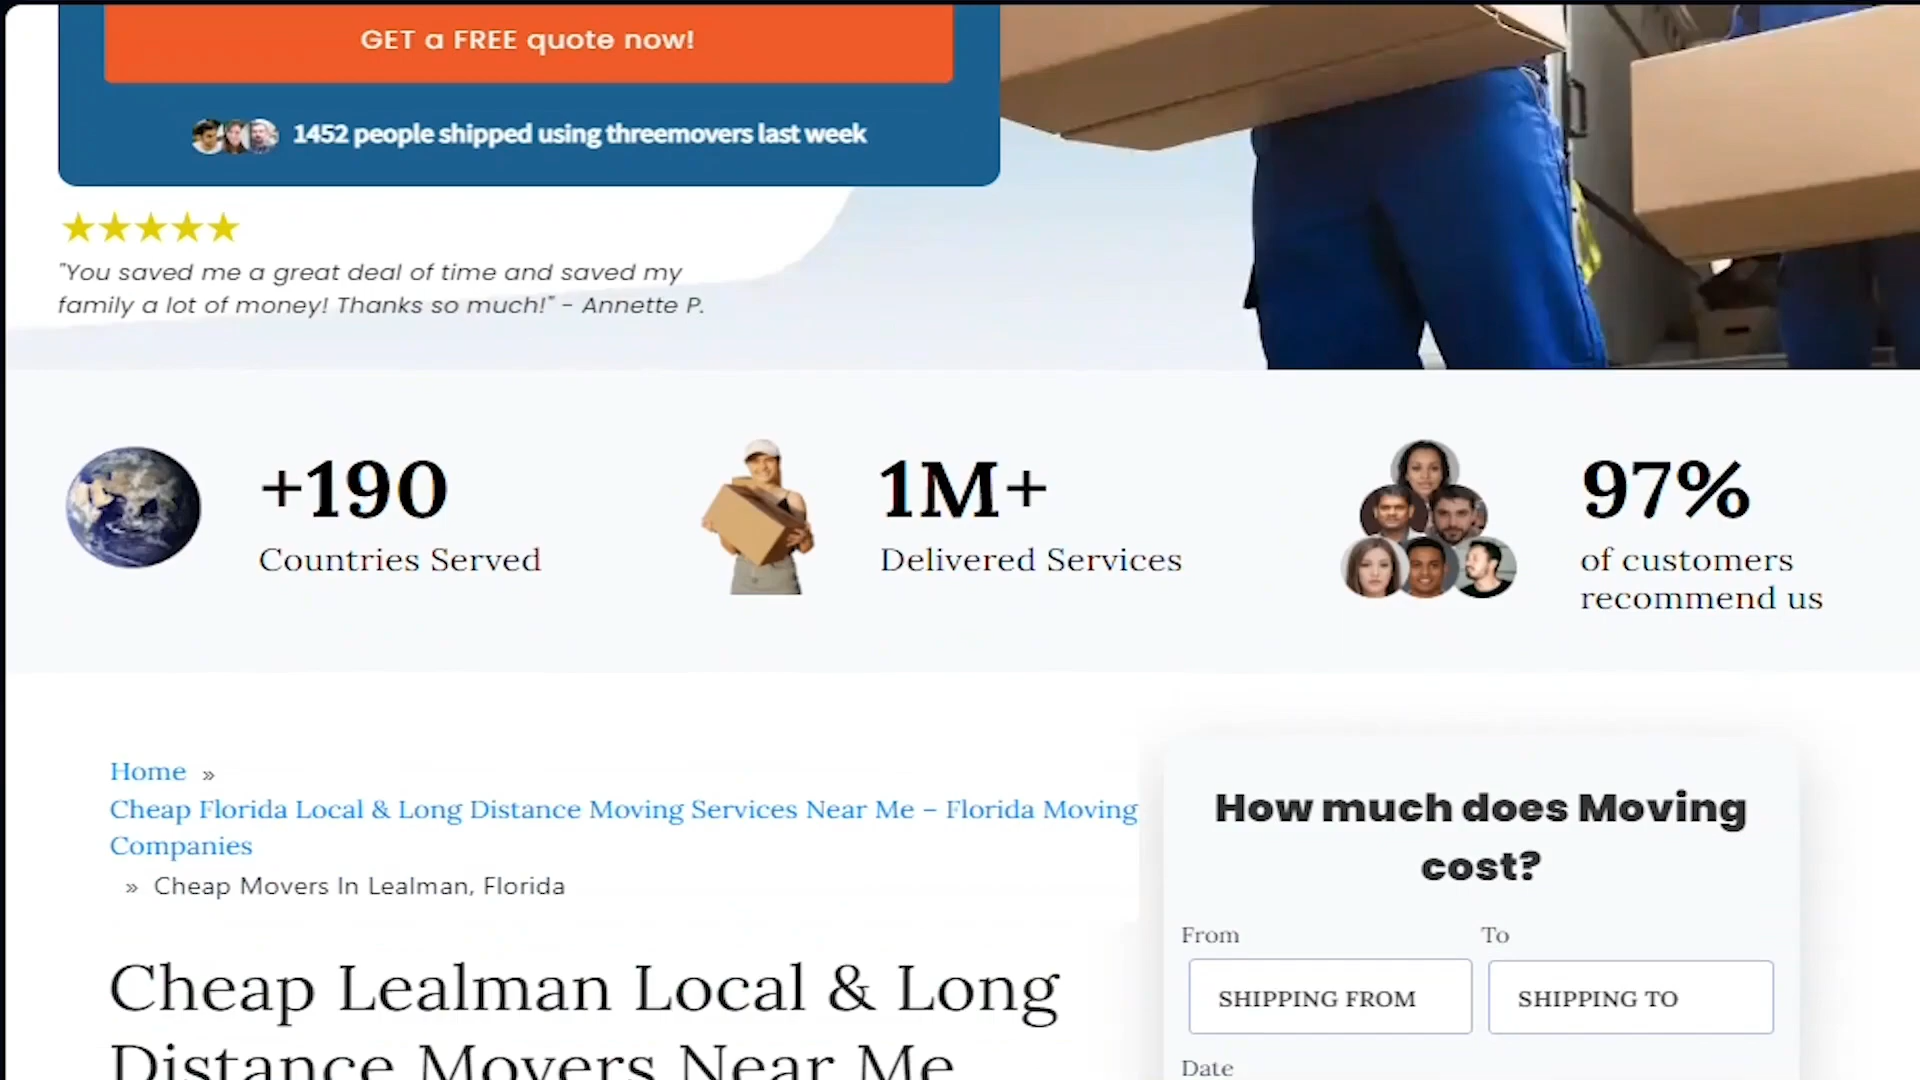 GET a FREE quote now!
1452 people shipped using threemovers last week
"You saved me a great deal of time and saved my
family a lot of money! Thanks so much!" - Annette P.
+190
Countries Served
1M+
Delivered Services
97%
of customers
recommend us
Home »
Cheap Florida Local & Long Distance Moving Services Near Me – Florida Moving
Companies
» Cheap Movers In Lealman, Florida
Cheap Lealman Local & Long
Distance Movers Near Me
How much does Moving
cost?
From
To
SHIPPING FROM
SHIPPING TO
Date